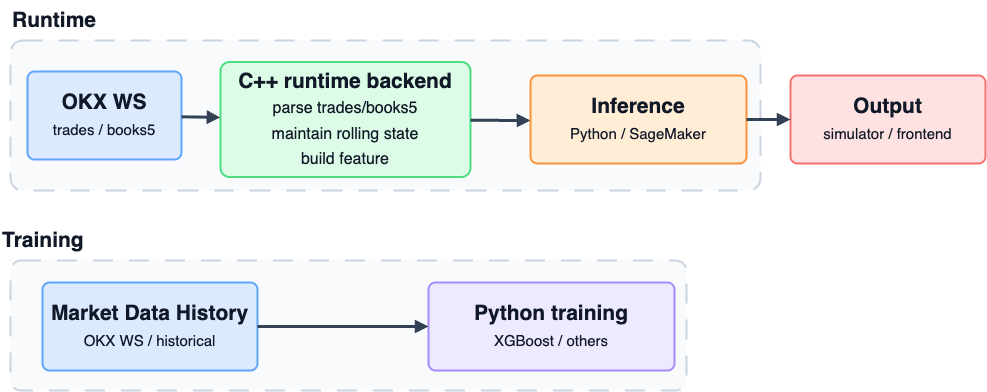 Runtime
OKX WS
trades / books5
C++ runtime backend
parse trades/books5
maintain rolling state
build feature
Inference
Python / SageMaker
Output
simulator / frontend
Training
Market Data History
OKX WS / historical
Python training
XGBoost / others